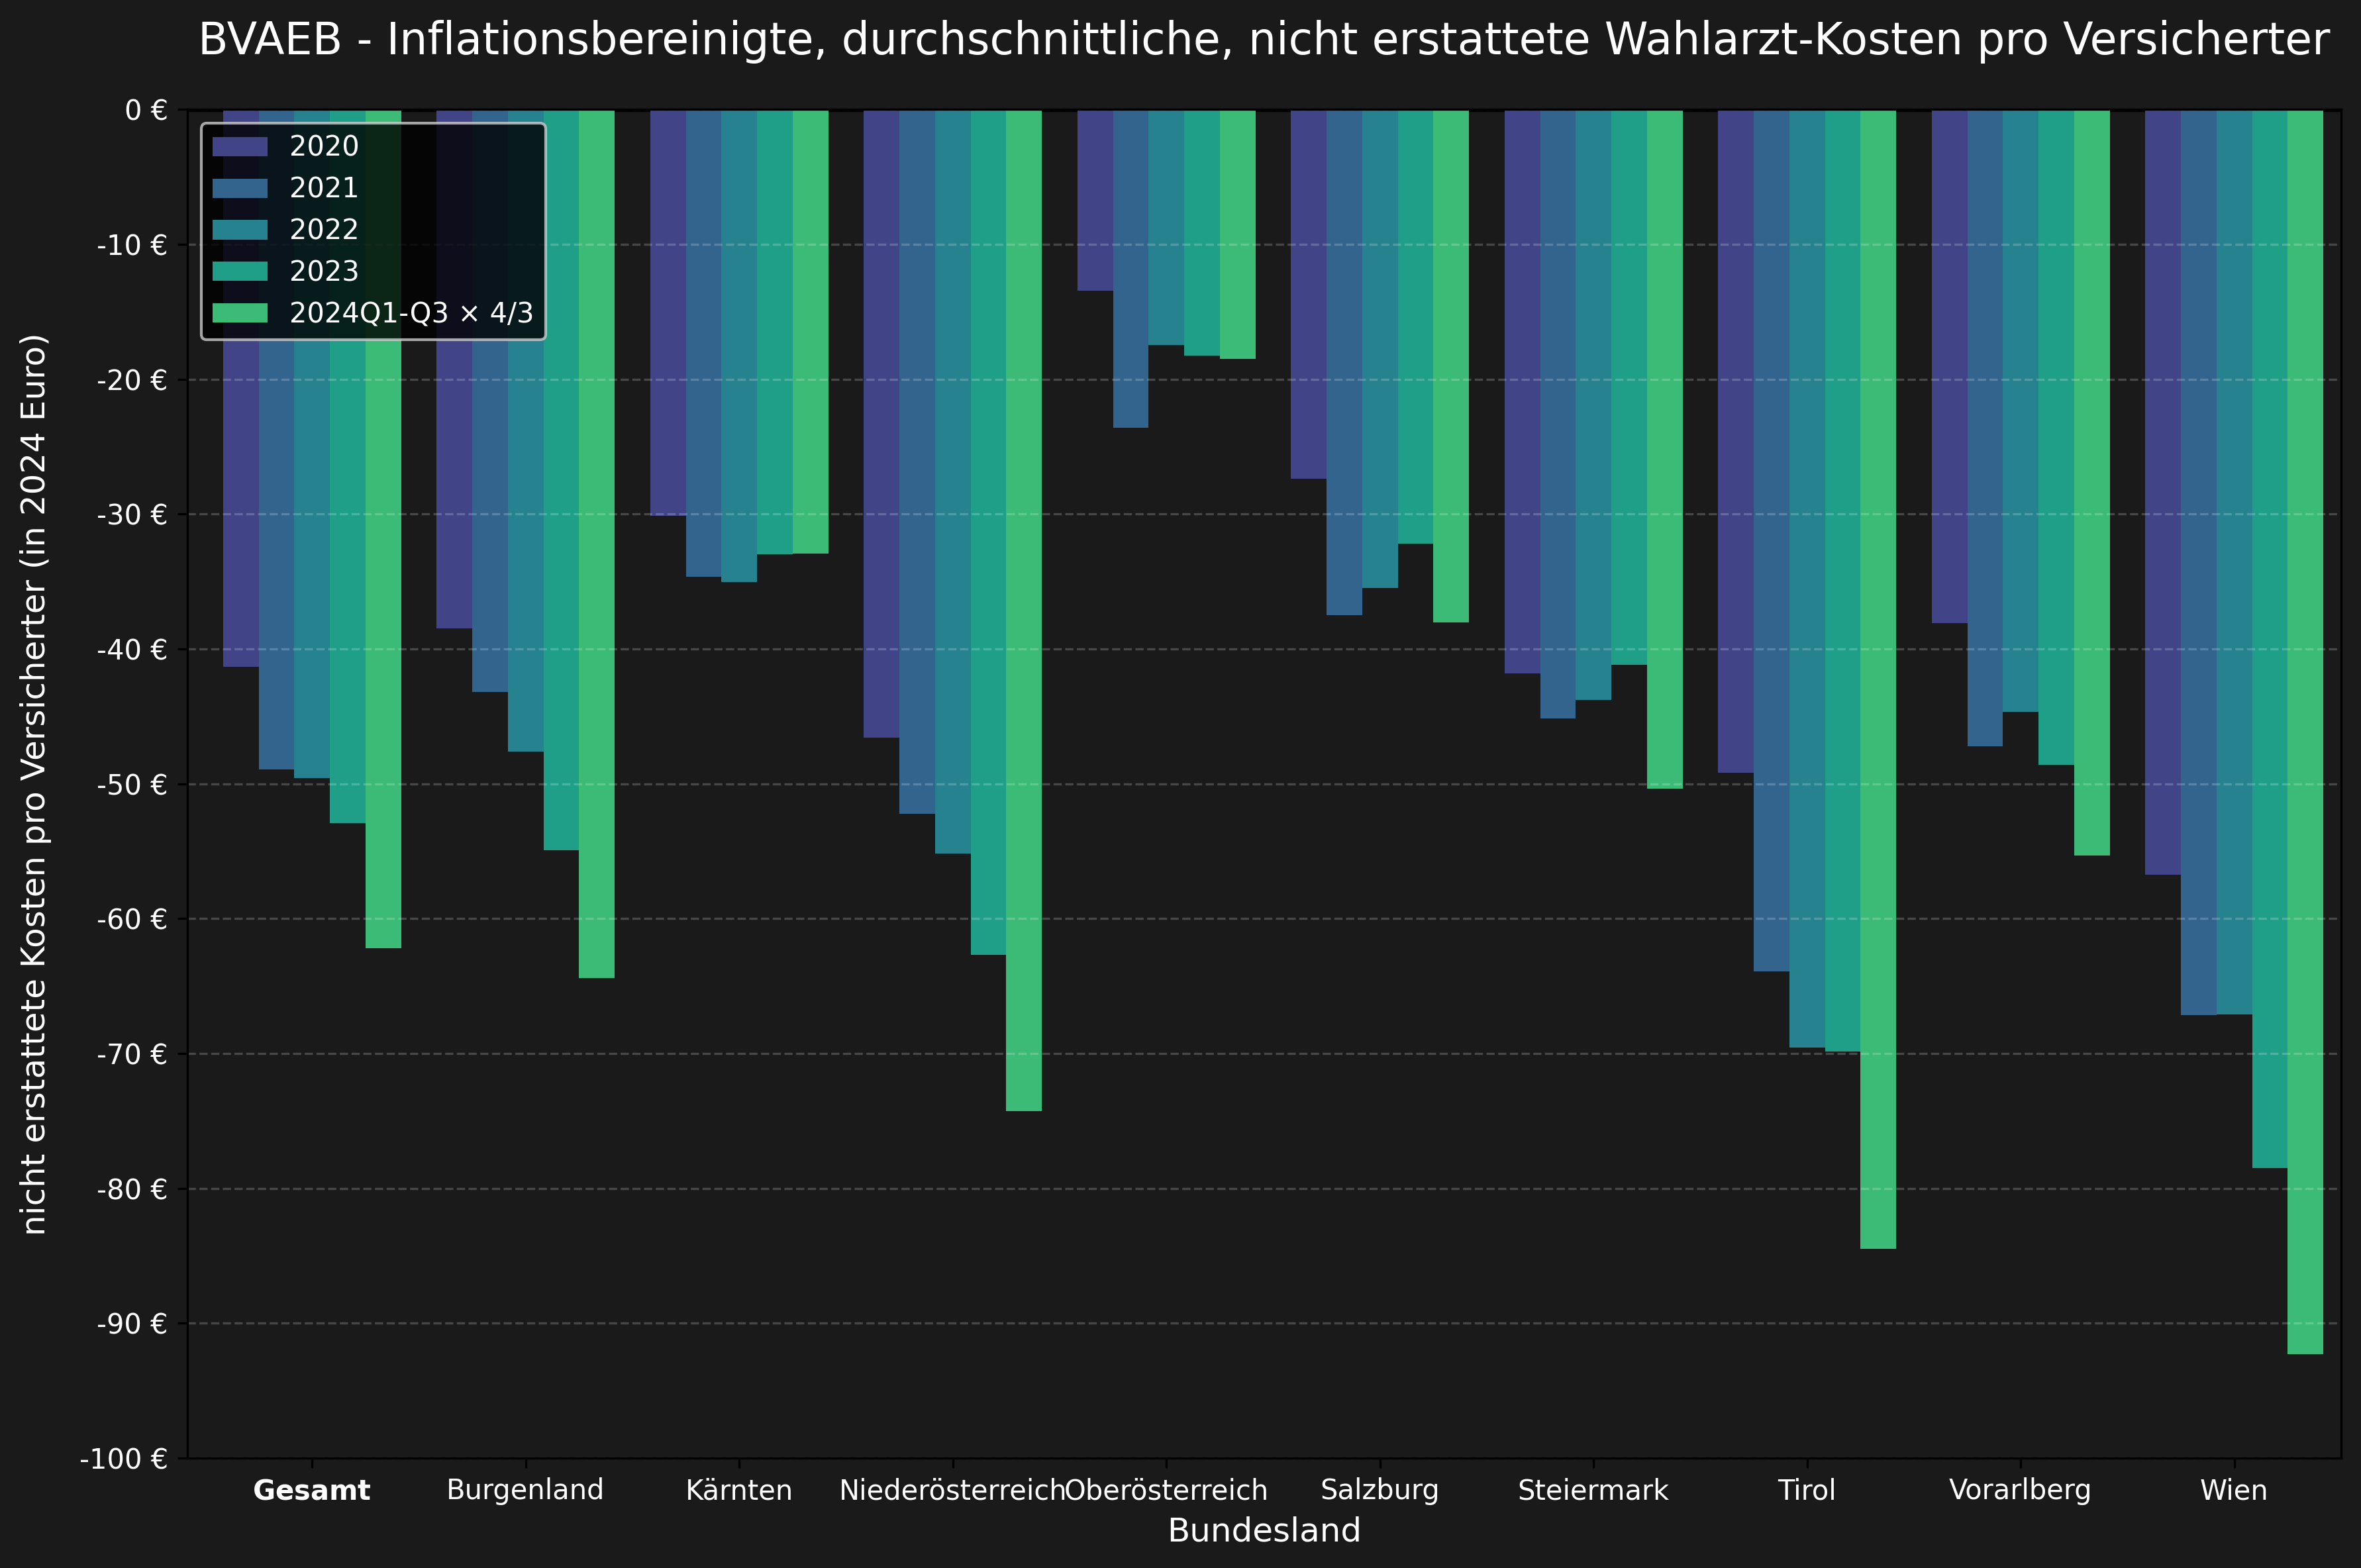 BVAEB - Inflationsbereinigte, durchschnittliche, nicht erstattete Wahlarzt-Kosten pro Versicherter
nicht erstattete Kosten pro Versicherter (in 2024 Euro)
0 €
-10 €
-20 €
-30 €
-40 €
-50 €
-60 €
-70 €
-80 €
-90 €
-100 €
2020
2021
2022
2023
2024Q1-Q3 × 4/3
Gesamt
Burgenland
Kärnten
Niederösterreich
Oberösterreich
Salzburg
Steiermark
Tirol
Vorarlberg
Wien
Bundesland